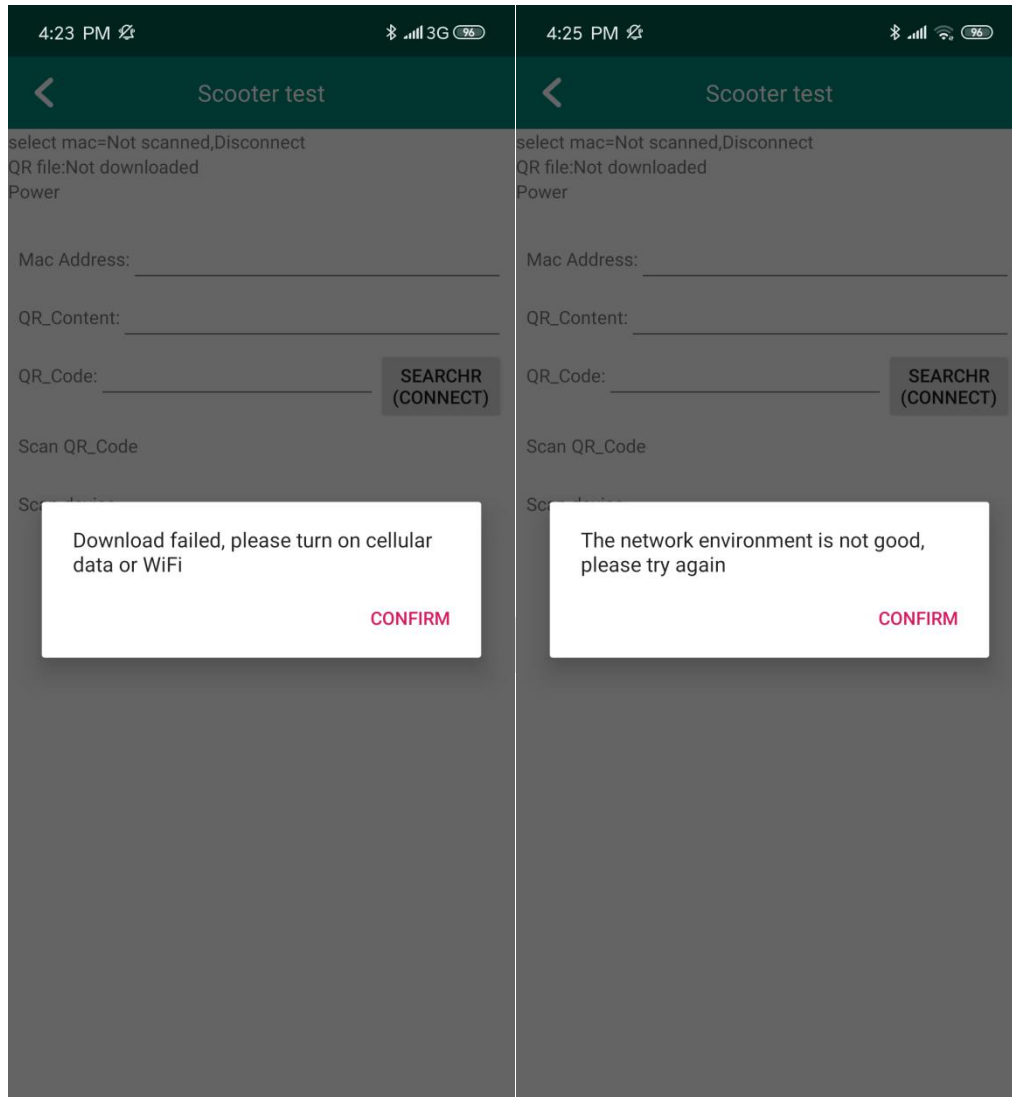 4:23 PM
3G 96
Scooter test
select mac=Not scanned,Disconnect
QR file:Not downloaded
Power
Mac Address:
QR_Content:
QR_Code:
SEARCHR
(CONNECT)
Scan QR_Code
Download failed, please turn on cellular
data or WiFi
CONFIRM
4:25 PM
96
Scooter test
select mac=Not scanned,Disconnect
QR file:Not downloaded
Power
Mac Address:
QR_Content:
QR_Code:
SEARCHR
(CONNECT)
Scan QR_Code
The network environment is not good,
please try again
CONFIRM